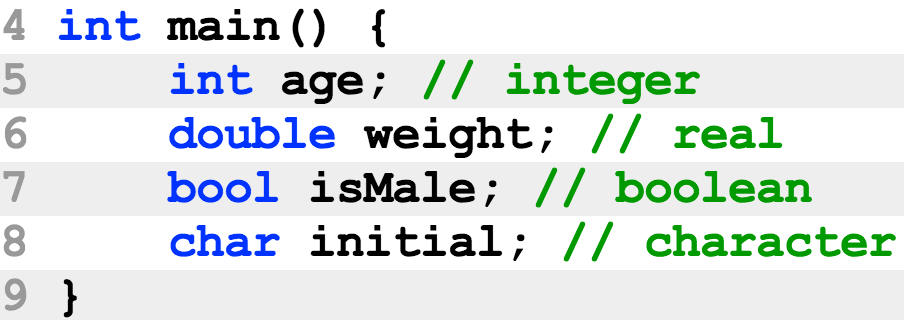 4 int main() {
5     int age; // integer
6     double weight; // real
7     bool isMale; // boolean
8     char initial; // character
9 }